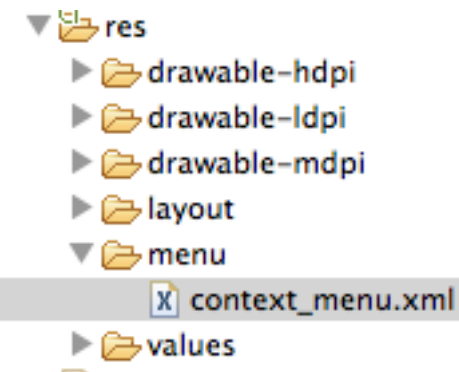 res
drawable-hdpi
drawable-ldpi
drawable-mdpi
layout
menu
context_menu.xml
values